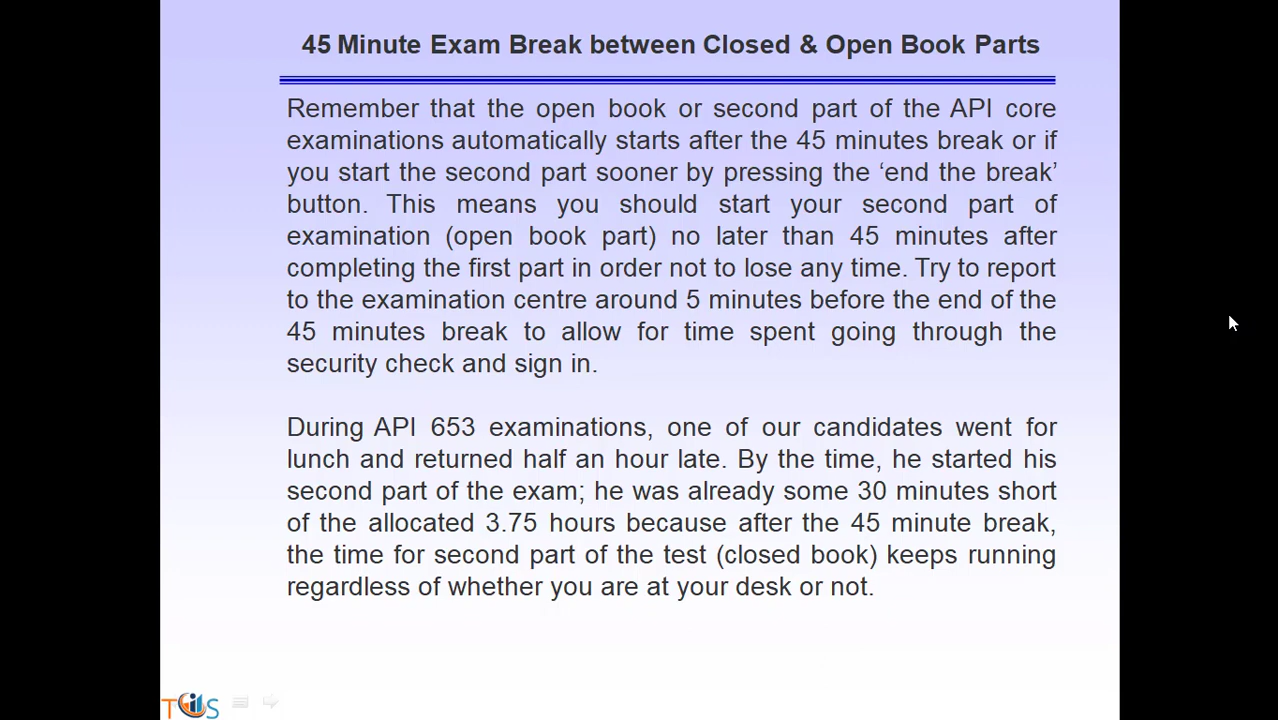 45 Minute Exam Break between Closed & Open Book Parts
Remember that the open book or second part of the API core
examinations automatically starts after the 45 minutes break or if
you start the second part sooner by pressing the ‘end the break’
button. This means you should start your second part of
examination (open book part) no later than 45 minutes after
completing the first part in order not to lose any time. Try to report
to the examination centre around 5 minutes before the end of the
45 minutes break to allow for time spent going through the
security check and sign in.
During API 653 examinations, one of our candidates went for
lunch and returned half an hour late. By the time, he started his
second part of the exam; he was already some 30 minutes short
of the allocated 3.75 hours because after the 45 minute break,
the time for second part of the test (closed book) keeps running
regardless of whether you are at your desk or not.